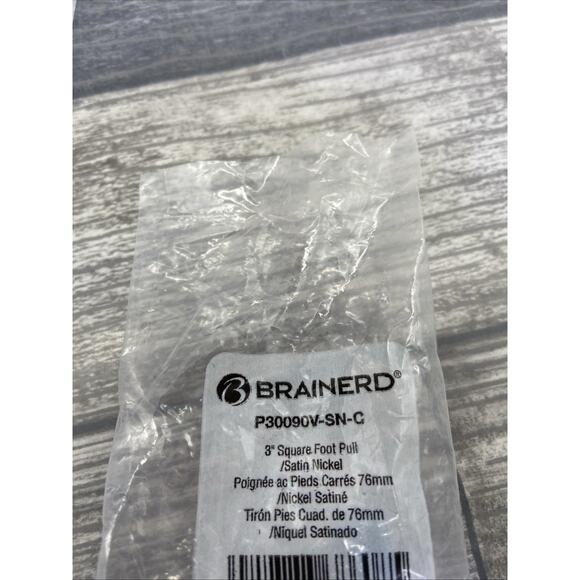 BRAINERD®
P30090V-SN-C
3" Square Foot Pull
/Satin Nickel
Poignée ac Pieds Carrés 76mm
/Nickel Satiné
Tirón Pies Cuad. de 76mm
/Níquel Satinado